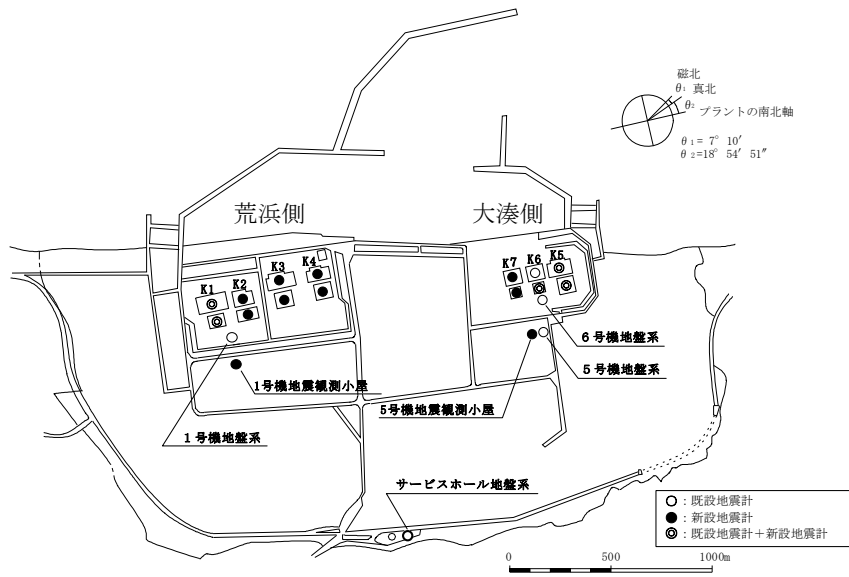 磁北
θ₁ 真北
θ₂ プラントの南北軸
θ₁= 7° 10′
θ₂=18° 54′ 51″
荒浜側
大湊側
K1
K2
K3
K4
K7
K6
K5
6号機地盤系
5号機地盤系
1号機地震観測小屋
5号機地震観測小屋
1号機地盤系
サービスホール地盤系
○：既設地震計
●：新設地震計
◎：既設地震計＋新設地震計
0 500 1000m